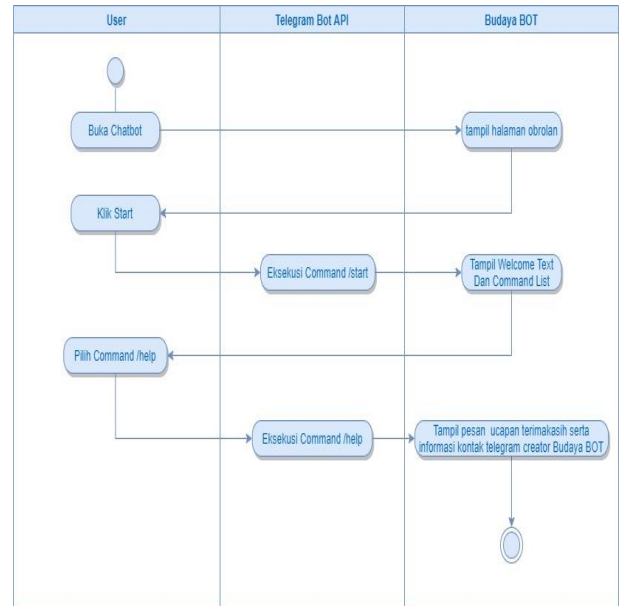 User
Telegram Bot API
Budaya BOT
Buka Chatbot
tampil halaman obrolan
Klik Start
Eksekusi Command /start
Tampil Welcome Text
Dan Command List
Pilih Command /help
Eksekusi Command /help
Tampil pesan ucapan terimakasih serta
informasi kontak telegram creator Budaya BOT